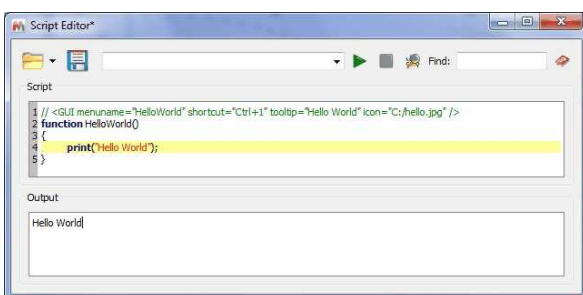 Script Editor*
Find:
Script
1 // <GUI menuname="HelloWorld" shortcut="Ctrl+1" tooltip="Hello World" icon="C:/hello.jpg" />
2 function HelloWorld()
3 {
4 print("Hello World");
5 }
Output
Hello World